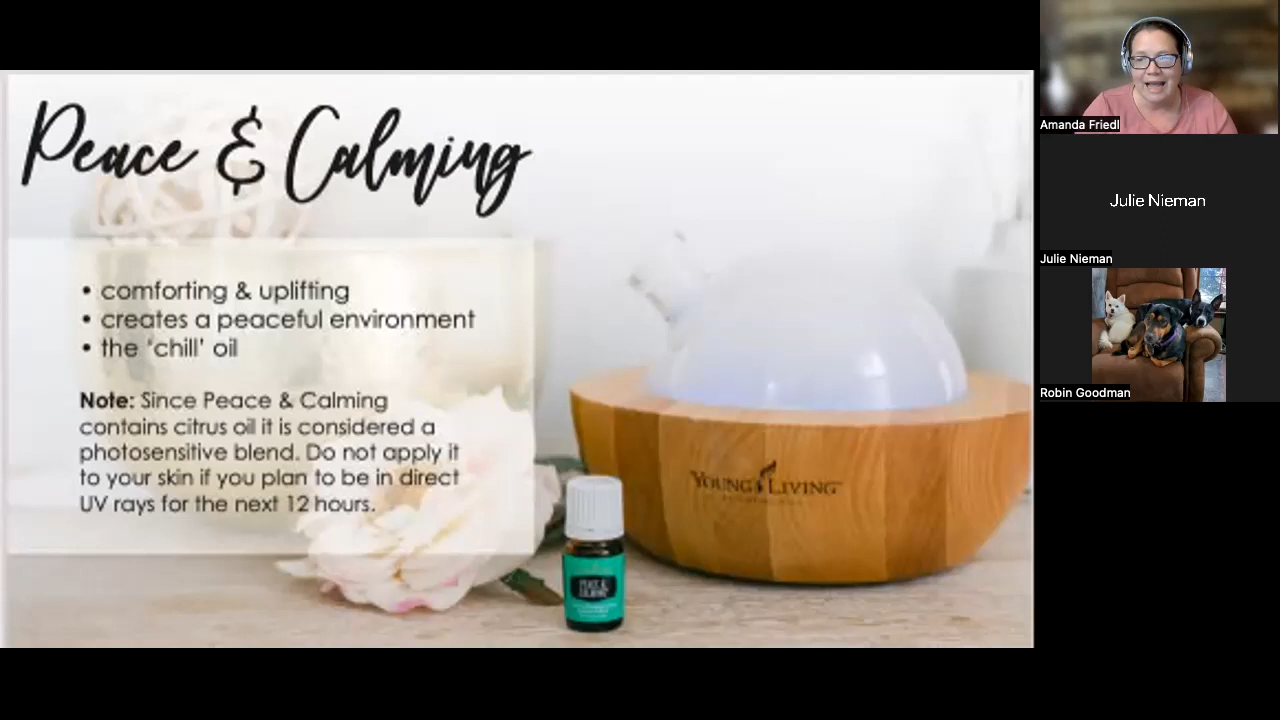 Peace & Calming
• comforting & uplifting
• creates a peaceful environment
• the ‘chill’ oil
Note: Since Peace & Calming
contains citrus oil it is considered a
photosensitive blend. Do not apply it
to your skin if you plan to be in direct
UV rays for the next 12 hours.
YOUNG LIVING
PEACE &
CALMING
Amanda Friedl
Julie Nieman
Julie Nieman
Robin Goodman